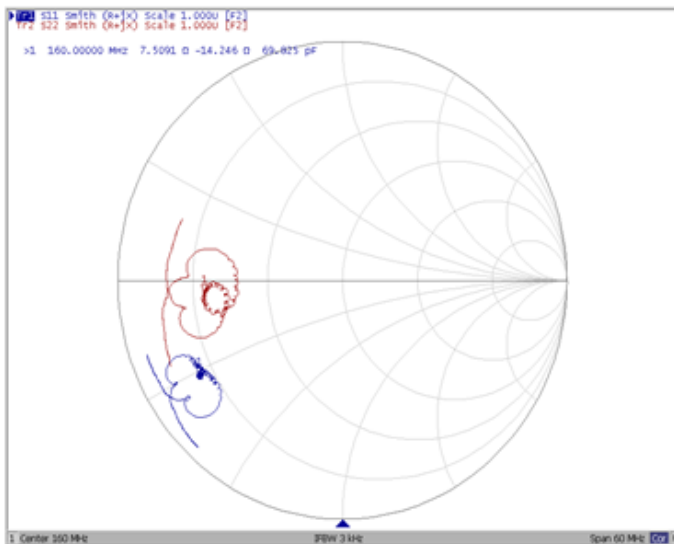 Tr1 S11 Smith (R+jX) Scale 1.000U [F2]
Tr2 S22 Smith (R+jX) Scale 1.000U [F2]
>1 160.00000 MHz 7.5091 Ω -14.246 Ω 69.825 pF
1 Center 160 MHz IFBW 3 kHz Span 60 MHz Cor